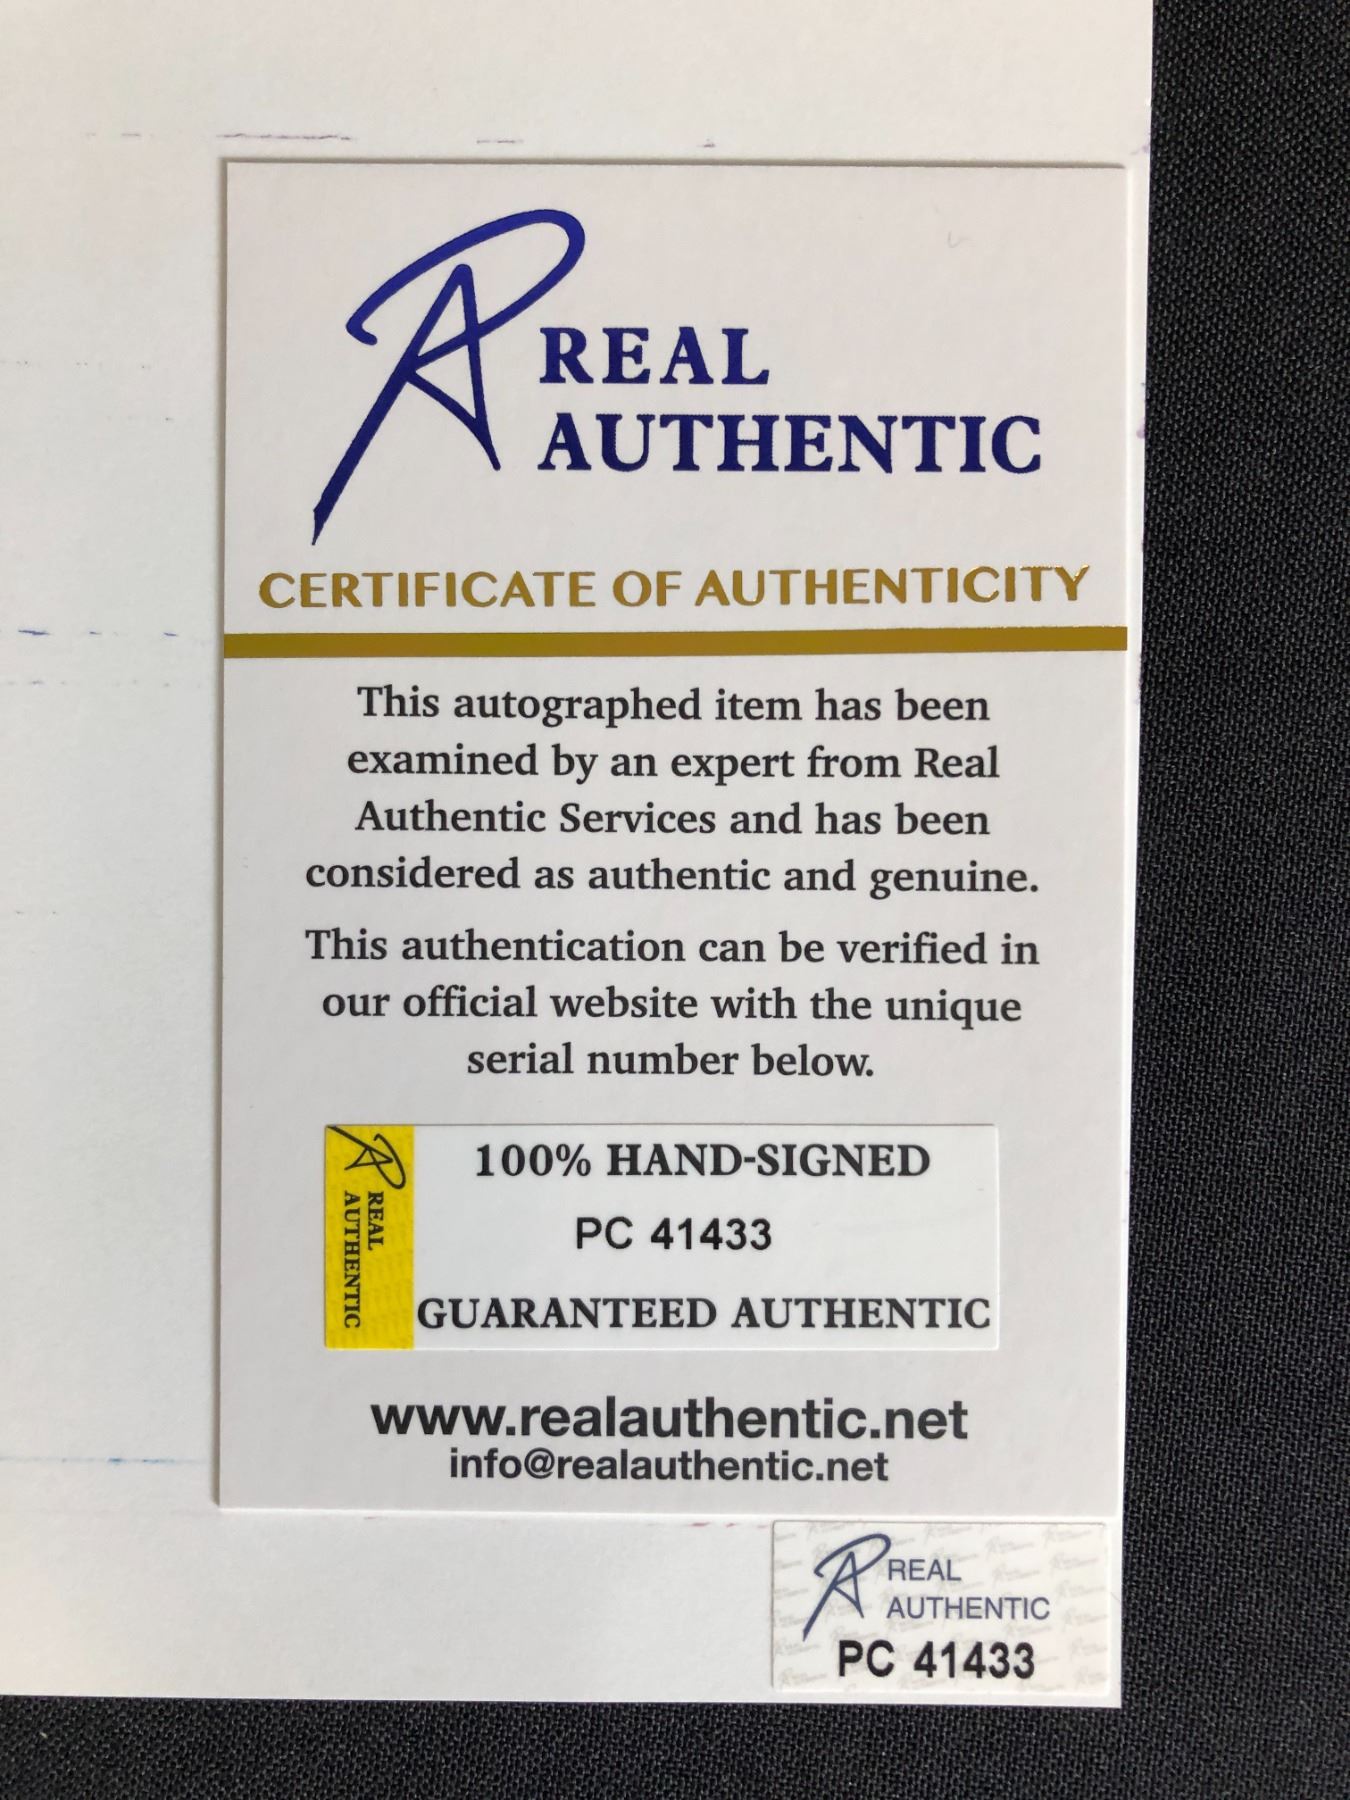 REAL
AUTHENTIC
CERTIFICATE OF AUTHENTICITY
This autographed item has been
examined by an expert from Real
Authentic Services and has been
considered as authentic and genuine.
This authentication can be verified in
our official website with the unique
serial number below.
REAL
AUTHENTIC
100% HAND-SIGNED
PC 41433
GUARANTEED AUTHENTIC
www.realauthentic.net
info@realauthentic.net
REAL
AUTHENTIC
PC 41433